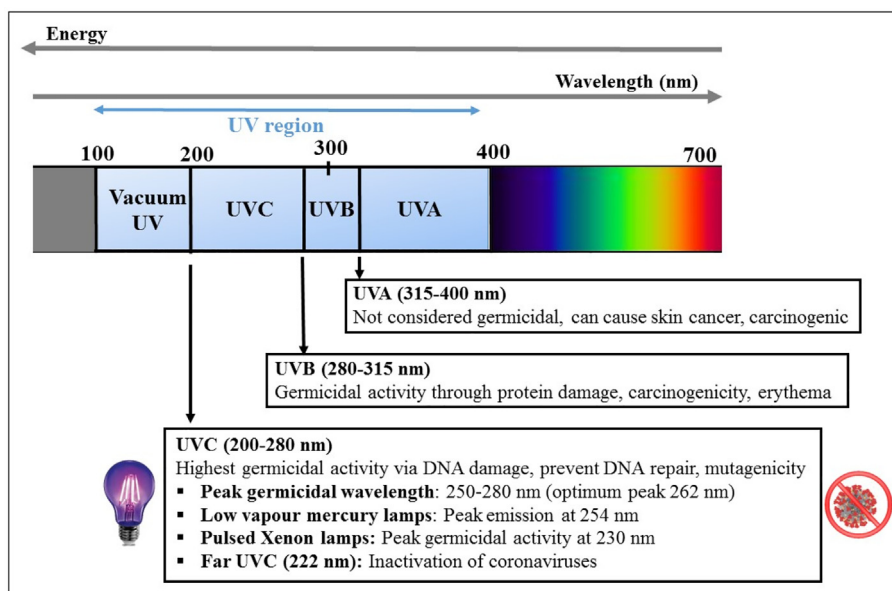 Energy
Wavelength (nm)
UV region
100 200 300 400 700
Vacuum
UV
UVC
UVB
UVA
UVA (315-400 nm)
Not considered germicidal, can cause skin cancer, carcinogenic
UVB (280-315 nm)
Germicidal activity through protein damage, carcinogenicity, erythema
UVC (200-280 nm)
Highest germicidal activity via DNA damage, prevent DNA repair, mutagenicity
▪ Peak germicidal wavelength: 250-280 nm (optimum peak 262 nm)
▪ Low vapour mercury lamps: Peak emission at 254 nm
▪ Pulsed Xenon lamps: Peak germicidal activity at 230 nm
▪ Far UVC (222 nm): Inactivation of coronaviruses